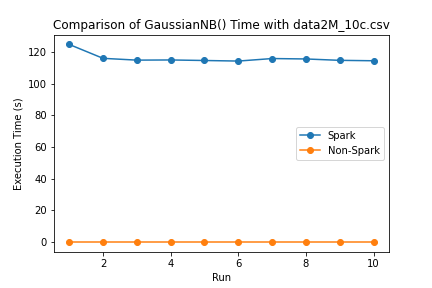 Comparison of GaussianNB() Time with data2M_10c.csv
120
100
80
60
40
20
0
Execution Time (s)
Spark
Non-Spark
2
4
6
8
10
Run